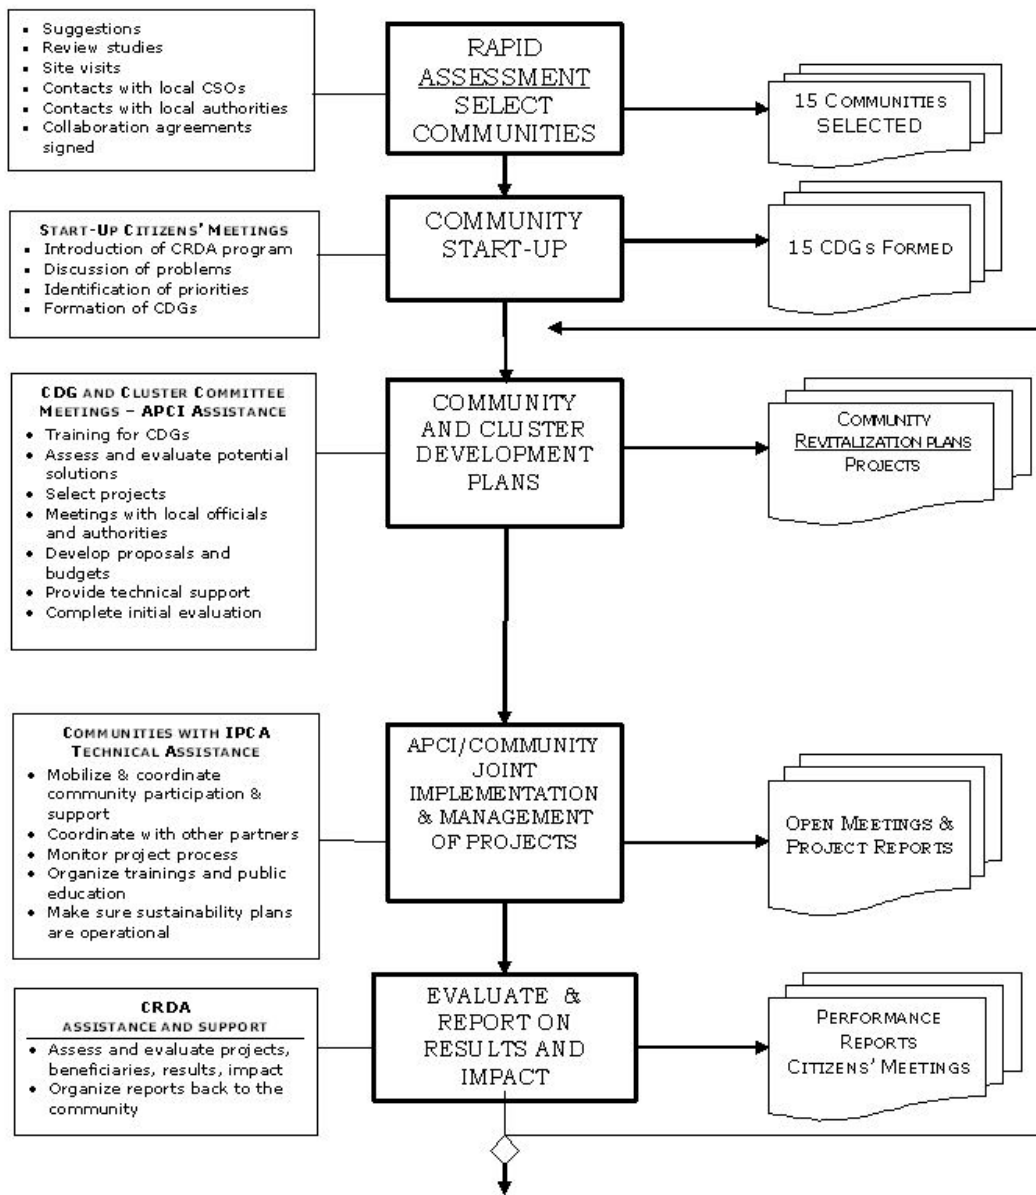 ▪ Suggestions
▪ Review studies
▪ Site visits
▪ Contacts with local CSOs
▪ Contacts with local authorities
▪ Collaboration agreements
signed
RAPID
ASSESSMENT
SELECT
COMMUNITIES
15 COMMUNITIES
SELECTED
START-UP CITIZENS' MEETINGS
▪ Introduction of CRDA program
▪ Discussion of problems
▪ Identification of priorities
▪ Formation of CDGs
COMMUNITY
START-UP
15 CDGS FORMED
CDG AND CLUSTER COMMITTEE
MEETINGS – APCI ASSISTANCE
• Training for CDGs
• Assess and evaluate potential
solutions
• Select projects
• Meetings with local officials
and authorities
• Develop proposals and
budgets
• Provide technical support
• Complete initial evaluation
COMMUNITY
AND CLUSTER
DEVELOPMENT
PLANS
COMMUNITY
REVITALIZATION PLANS
PROJECTS
COMMUNITIES WITH IPCA
TECHNICAL ASSISTANCE
• Mobilize & coordinate
community participation &
support
• Coordinate with other partners
• Monitor project process
• Organize trainings and public
education
• Make sure sustainability plans
are operational
APCI/COMMUNITY
JOINT
IMPLEMENTATION
& MANAGEMENT
OF PROJECTS
OPEN MEETINGS &
PROJECT REPORTS
CRDA
ASSISTANCE AND SUPPORT
• Assess and evaluate projects,
beneficiaries, results, impact
• Organize reports back to the
community
EVALUATE &
REPORT ON
RESULTS AND
IMPACT
PERFORMANCE
REPORTS
CITIZENS' MEETINGS